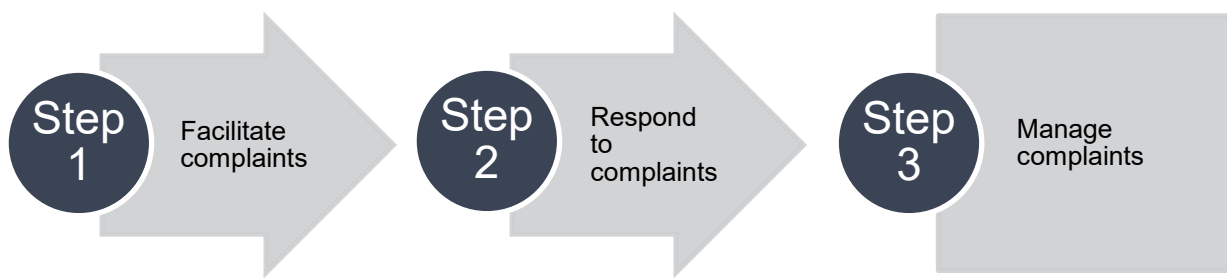 Step
1
Facilitate
complaints
Step
2
Respond
to
complaints
Step
3
Manage
complaints